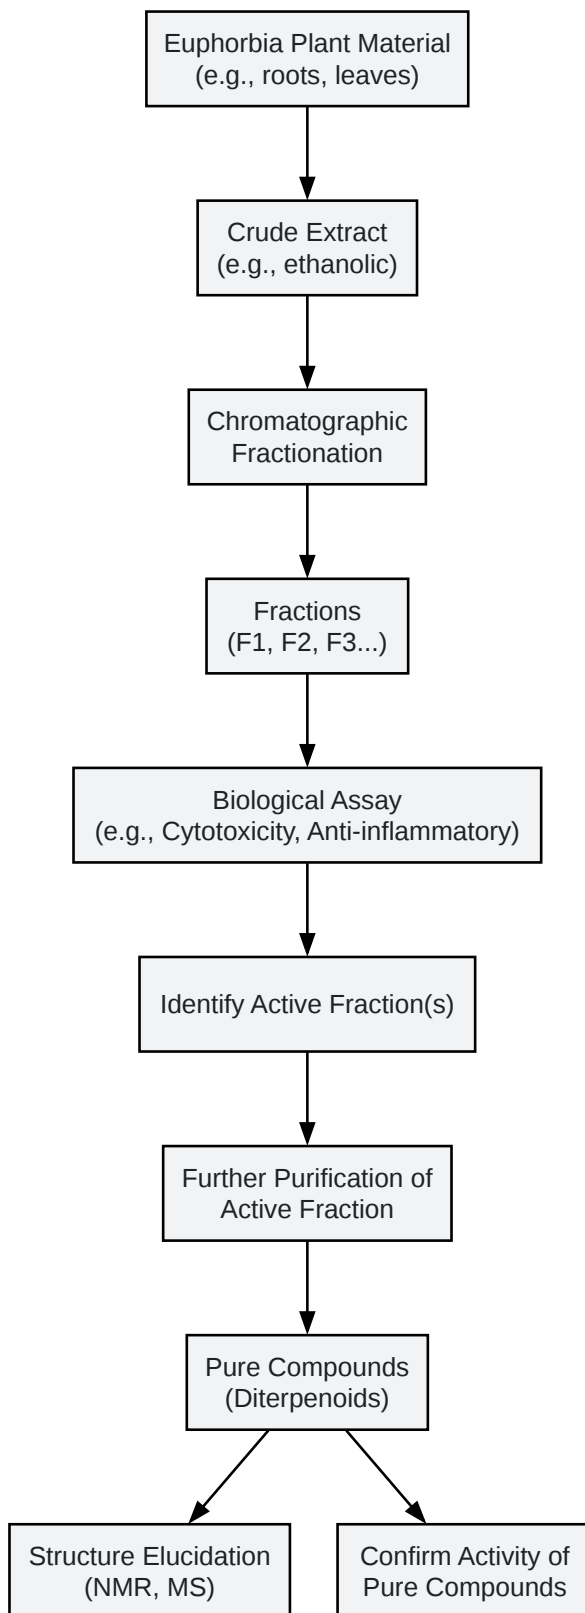 Euphorbia Plant Material
(e.g., roots, leaves)
Crude Extract
(e.g., ethanolic)
Chromatographic
Fractionation
Fractions
(F1, F2, F3...)
Biological Assay
(e.g., Cytotoxicity, Anti-inflammatory)
Identify Active Fraction(s)
Further Purification of
Active Fraction
Pure Compounds
(Diterpenoids)
Structure Elucidation
(NMR, MS)
Confirm Activity of
Pure Compounds